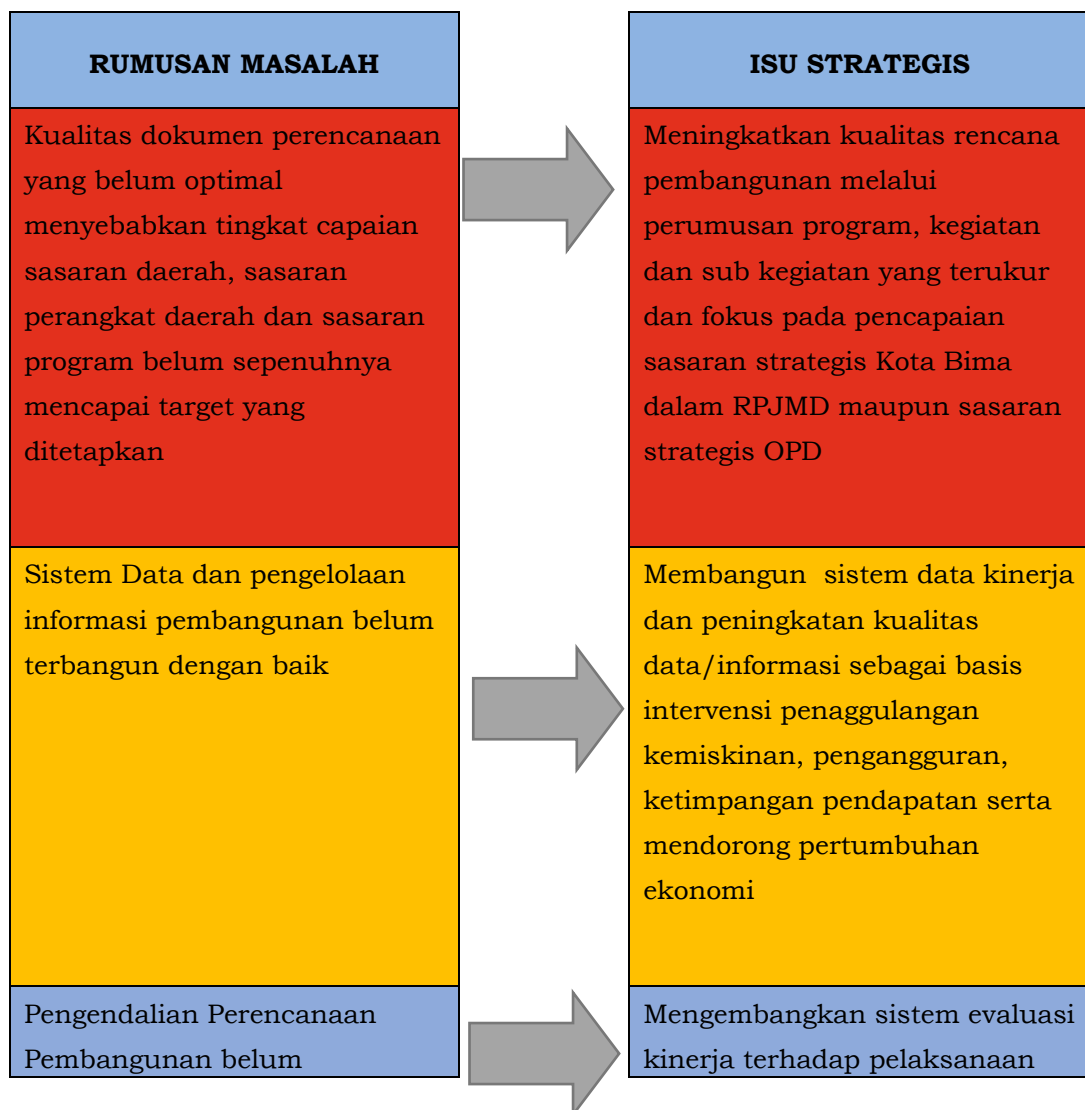 RUMUSAN MASALAH
Kualitas dokumen perencanaan
yang belum optimal
menyebabkan tingkat capaian
sasaran daerah, sasaran
perangkat daerah dan sasaran
program belum sepenuhnya
mencapai target yang
ditetapkan
Sistem Data dan pengelolaan
informasi pembangunan belum
terbangun dengan baik
Pengendalian Perencanaan
Pembangunan belum
ISU STRATEGIS
Meningkatkan kualitas rencana
pembangunan melalui
perumusan program, kegiatan
dan sub kegiatan yang terukur
dan fokus pada pencapaian
sasaran strategis Kota Bima
dalam RPJMD maupun sasaran
strategis OPD
Membangun  sistem data kinerja
dan peningkatan kualitas
data/informasi sebagai basis
intervensi penaggulangan
kemiskinan, pengangguran,
ketimpangan pendapatan serta
mendorong pertumbuhan
ekonomi
Mengembangkan sistem evaluasi
kinerja terhadap pelaksanaan